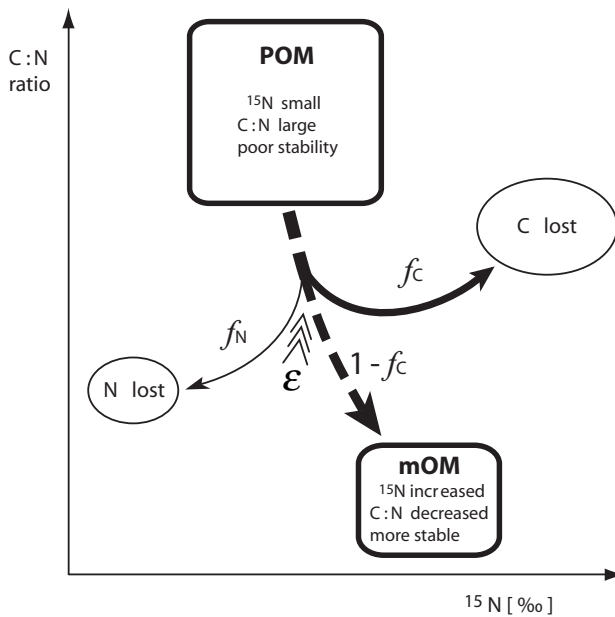 C:N
ratio
POM
¹⁵N small
C:N large
poor stability
C lost
fC
fN
ε
1 - fC
N lost
mOM
¹⁵N increased
C:N decreased
more stable
¹⁵N [‰]